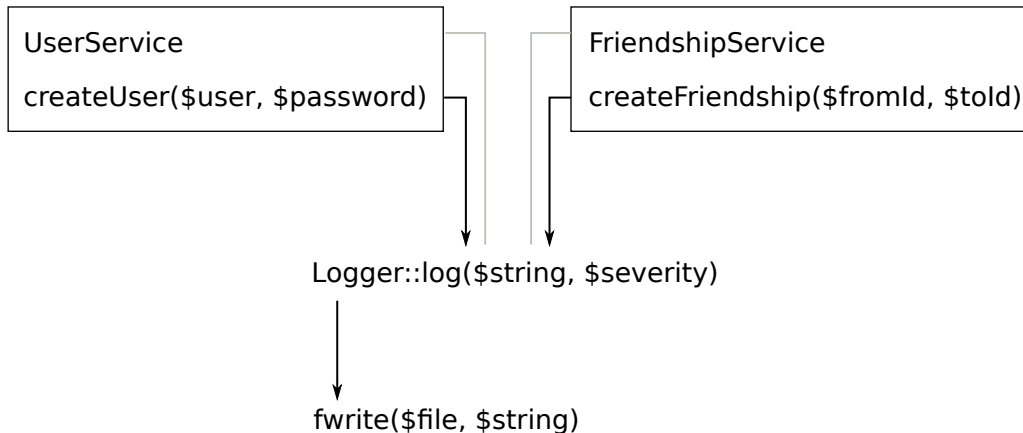 UserService
createUser($user, $password)
FriendshipService
createFriendship($fromId, $toId)
Logger::log($string, $severity)
fwrite($file, $string)